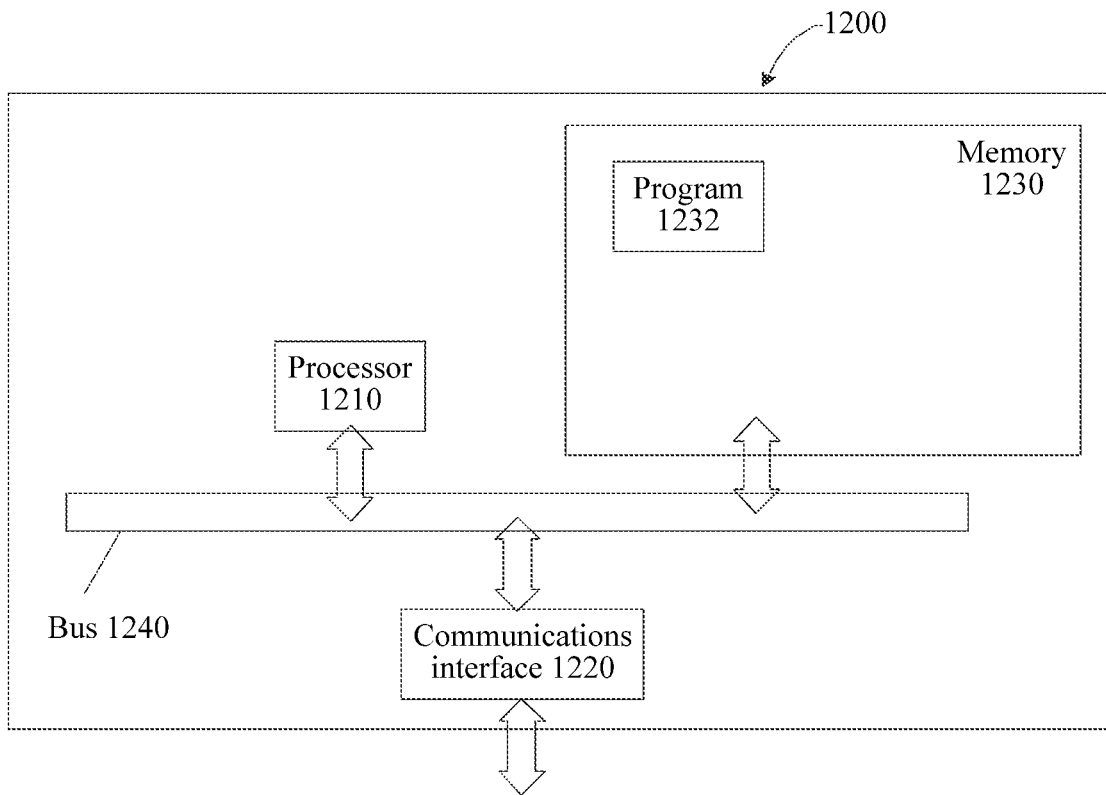 1200
Memory
1230
Program
1232
Processor
1210
Bus 1240
Communications
interface 1220